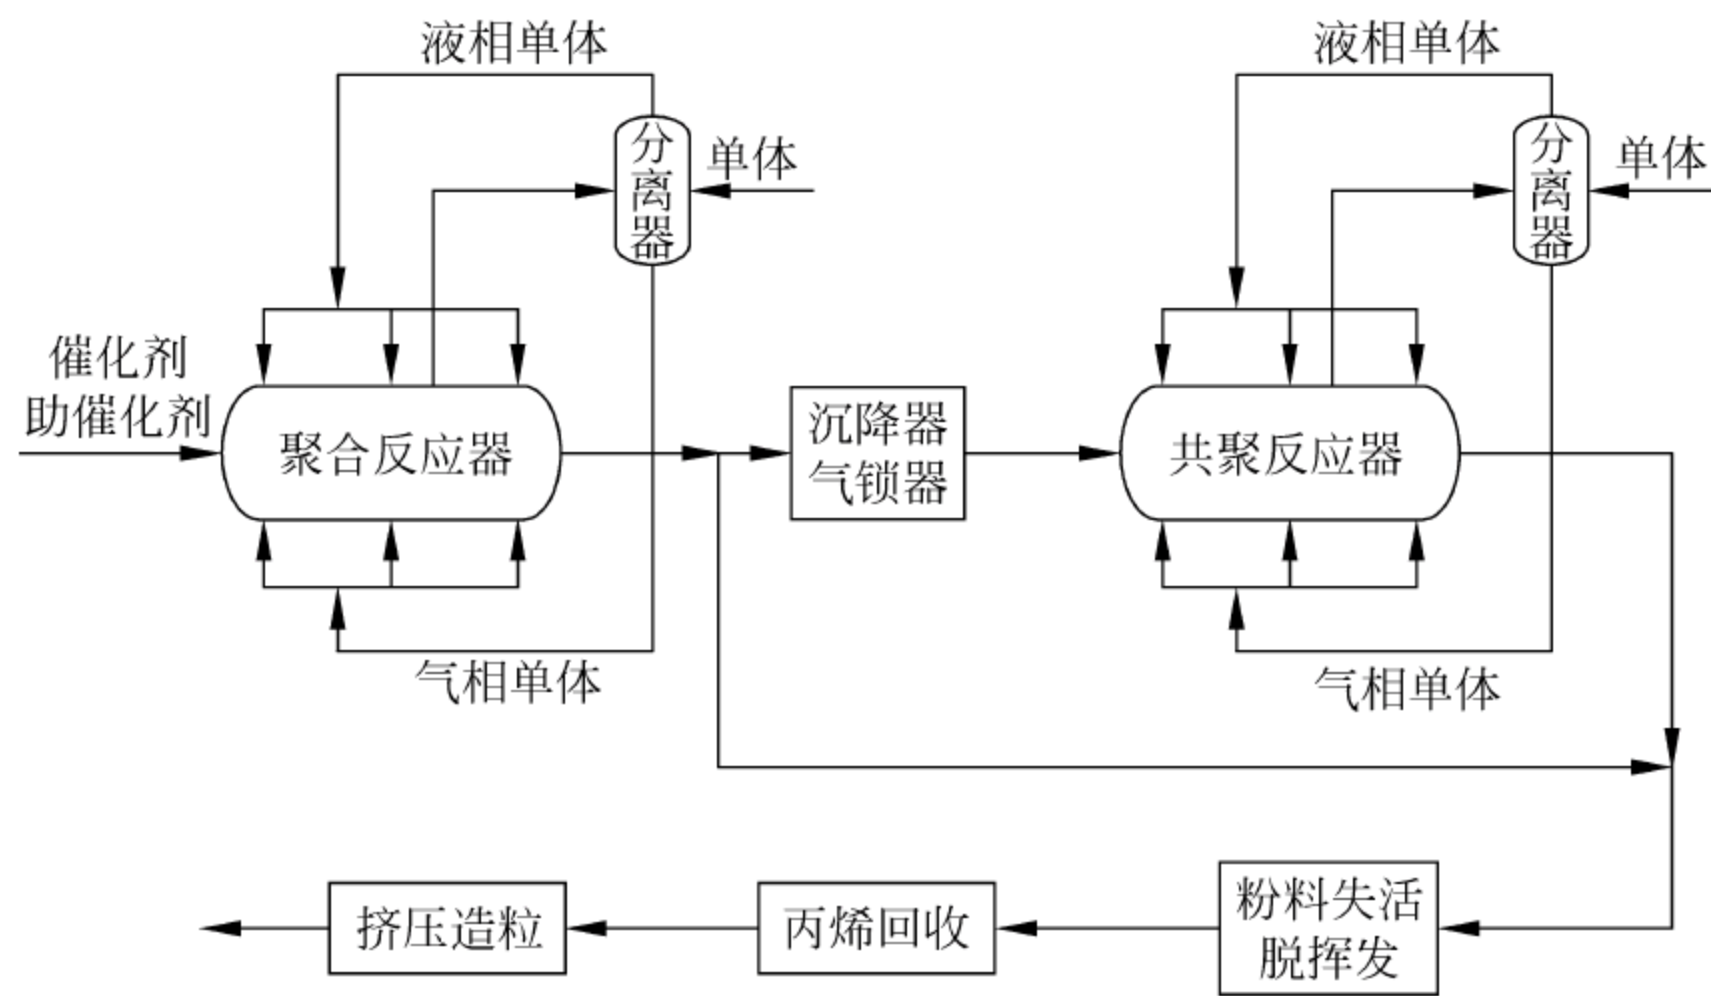 液相单体
液相单体
分离器
单体
分离器
单体
催化剂
助催化剂
聚合反应器
沉降器
气锁器
共聚反应器
气相单体
气相单体
挤压造粒
丙烯回收
粉料失活
脱挥发